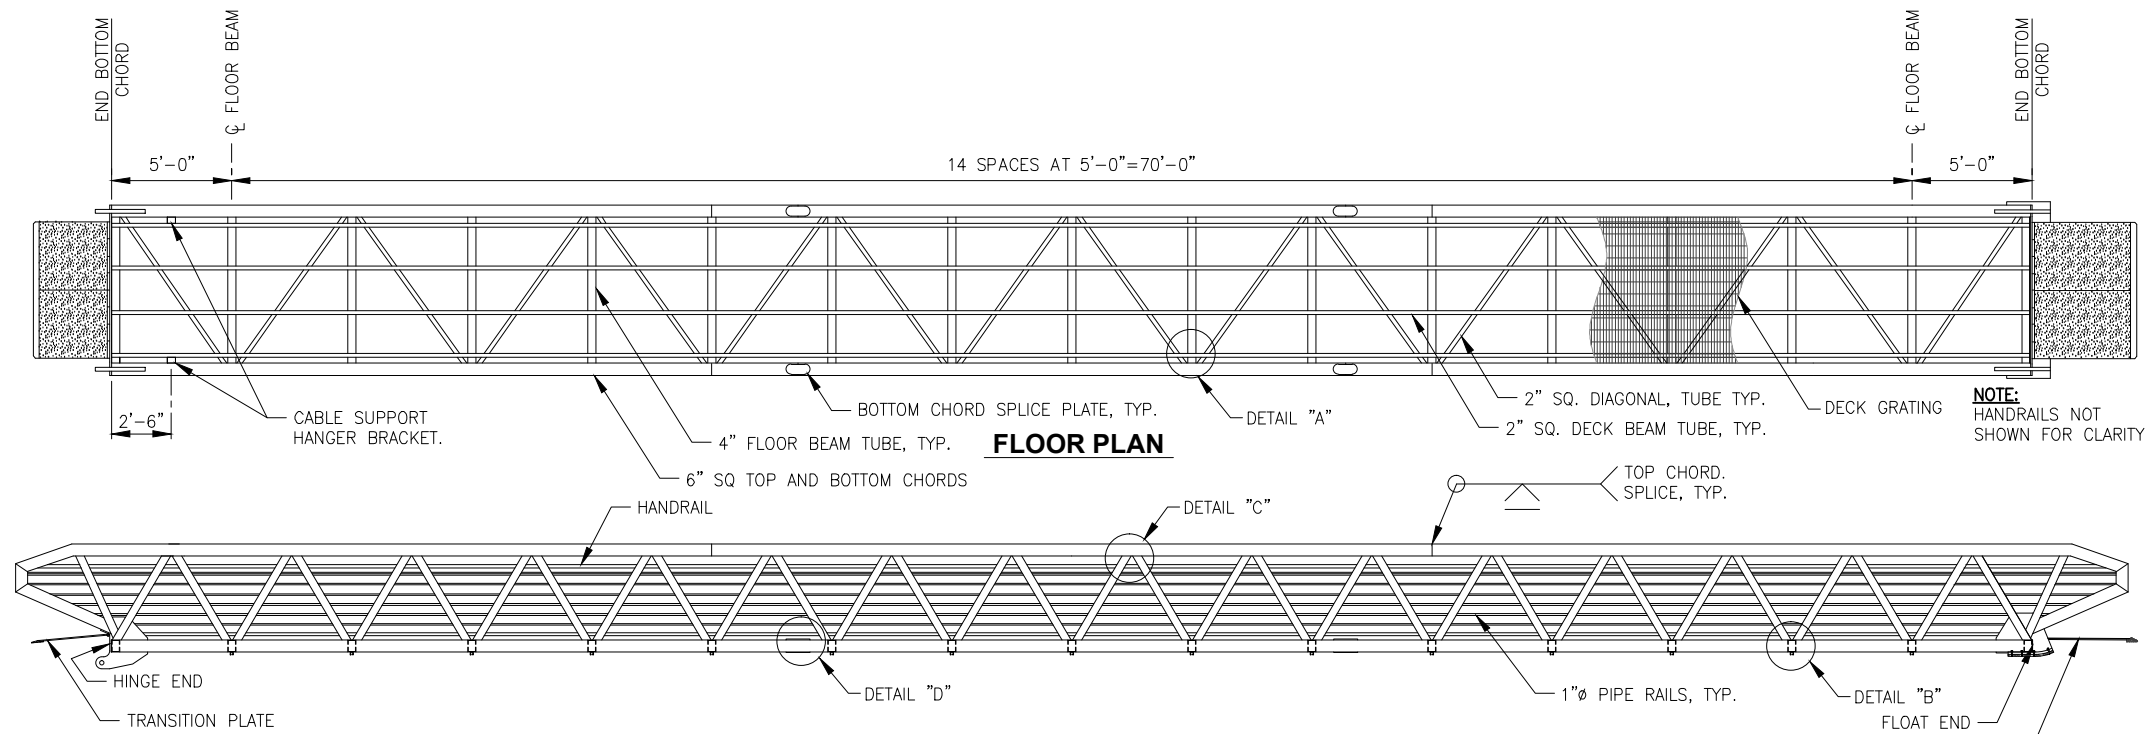 END BOTTOM
CHORD
℄ FLOOR BEAM
℄ FLOOR BEAM
END BOTTOM
CHORD
5'-0"
14 SPACES AT 5'-0"=70'-0"
5'-0"
2'-6"
CABLE SUPPORT
HANGER BRACKET.
BOTTOM CHORD SPLICE PLATE, TYP.
4" FLOOR BEAM TUBE, TYP.
6" SQ TOP AND BOTTOM CHORDS
FLOOR PLAN
DETAIL "A"
2" SQ. DIAGONAL, TUBE TYP.
2" SQ. DECK BEAM TUBE, TYP.
DECK GRATING
NOTE:
HANDRAILS NOT
SHOWN FOR CLARITY
HANDRAIL
DETAIL "C"
TOP CHORD.
SPLICE, TYP.
HINGE END
TRANSITION PLATE
DETAIL "D"
1"ø PIPE RAILS, TYP.
DETAIL "B"
FLOAT END